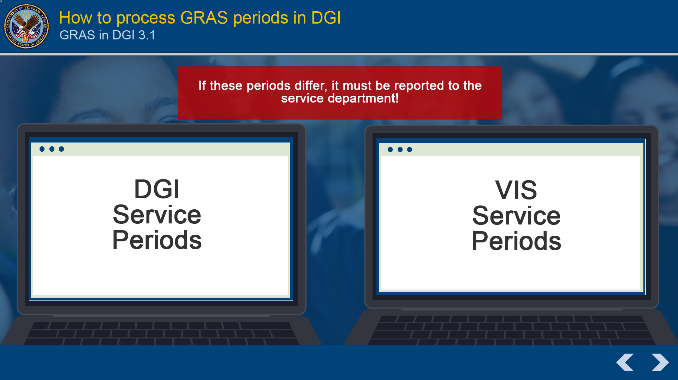 How to process GRAS periods in DGI
GRAS in DGI 3.1
If these periods differ, it must be reported to the
service department!
DGI
Service
Periods
VIS
Service
Periods